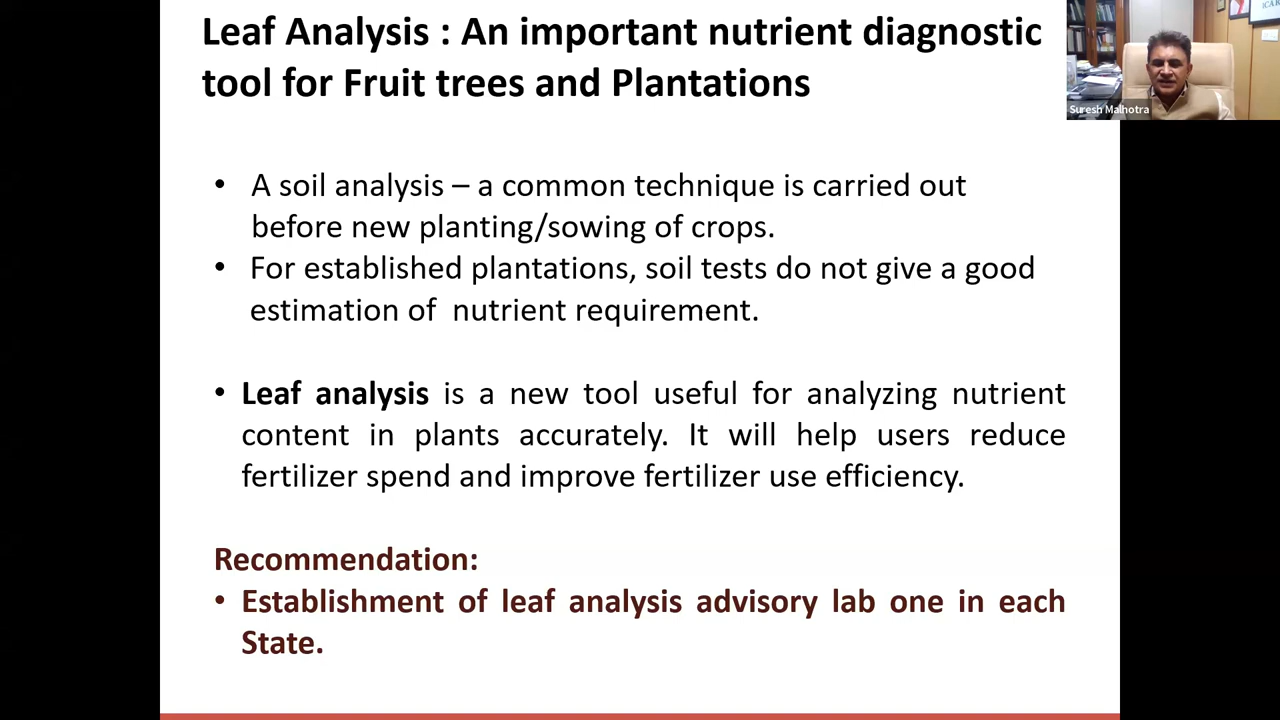 Leaf Analysis : An important nutrient diagnostic
tool for Fruit trees and Plantations
ICAR
Suresh Malhotra
• A soil analysis – a common technique is carried out
before new planting/sowing of crops.
• For established plantations, soil tests do not give a good
estimation of nutrient requirement.
• Leaf analysis is a new tool useful for analyzing nutrient
content in plants accurately. It will help users reduce
fertilizer spend and improve fertilizer use efficiency.
Recommendation:
• Establishment of leaf analysis advisory lab one in each
State.